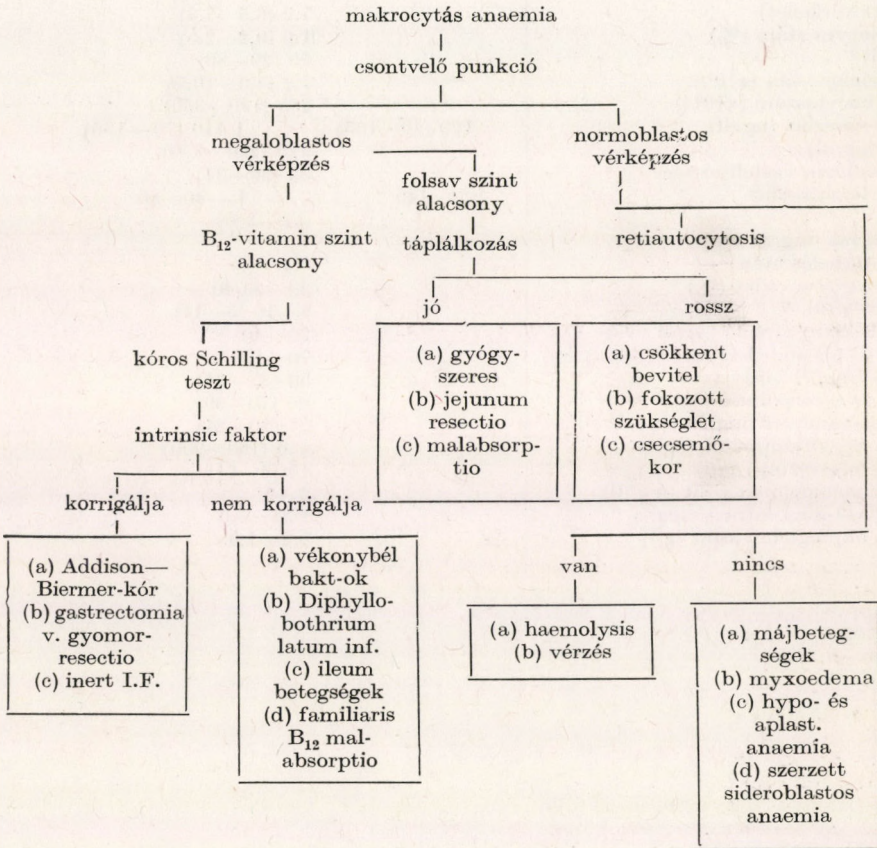 makrocytás anaemia
csontvelő punkció
megaloblastos
vérképzés
B₁₂-vitamin szint
alacsony
kóros Schilling
teszt
intrinsic faktor
korrigálja
(a) Addison—
Biermer-kór
(b) gastrectomia
v. gyomor-
resectio
(c) inert I.F.
nem korrigálja
(a) vékonybél
bakt-ok
(b) Diphyllo-
bothrium
latum inf.
(c) ileum
betegségek
(d) familiaris
B₁₂ mal-
absorptio
folsav szint
alacsony
táplálkozás
jó
(a) gyógy-
szeres
(b) jejunum
resectio
(c) malabsorp-
tio
rossz
(a) csökkent
bevitel
(b) fokozott
szükséglet
(c) csecsemő-
kor
normoblastos
vérképzés
retiautocytosis
van
(a) haemolysis
(b) vérzés
nincs
(a) májbeteg-
ségek
(b) myxoedema
(c) hypo- és
aplast.
anaemia
(d) szerzett
sideroblastos
anaemia